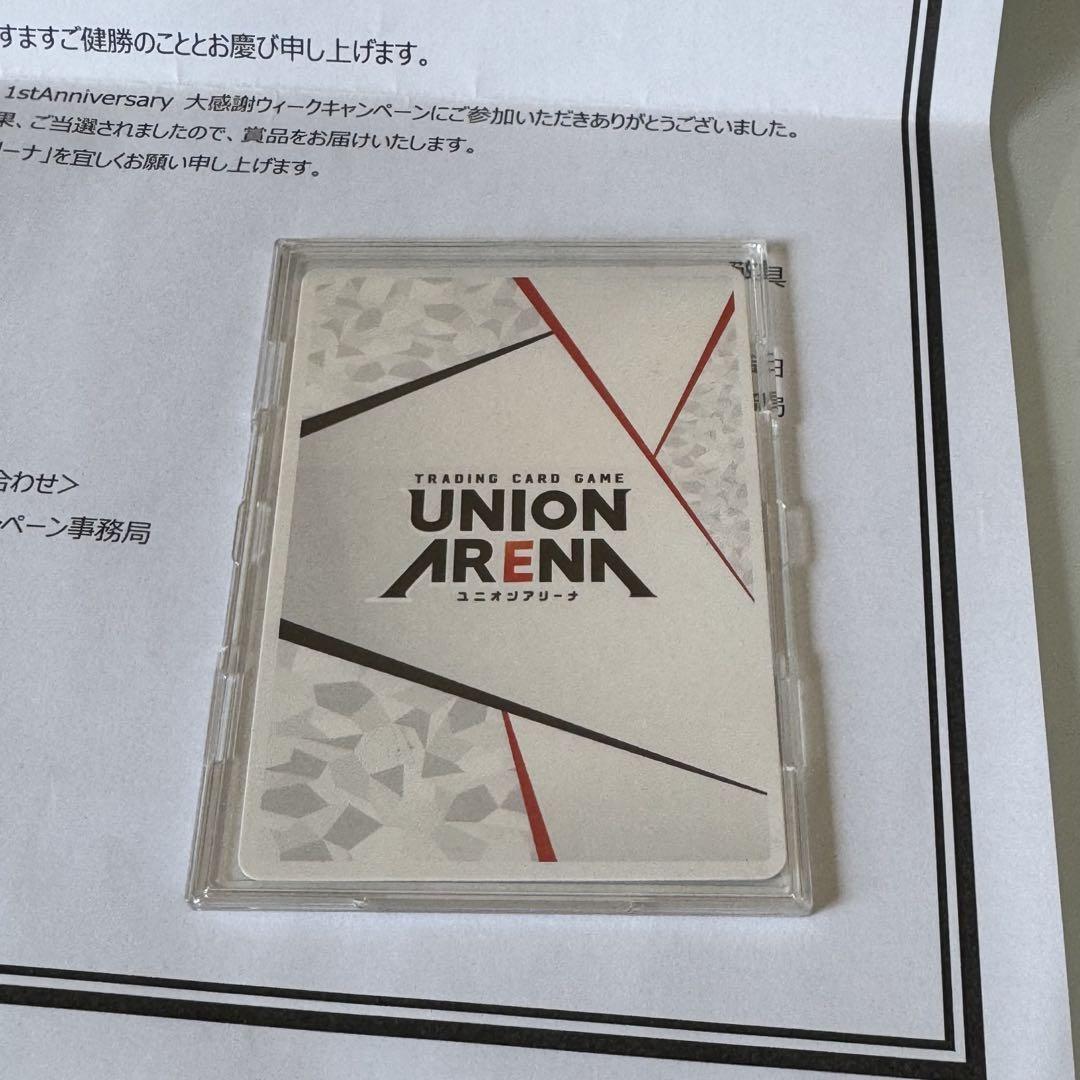 すますご健勝のこととお慶び申し上げます。
1stAnniversary 大感謝ウィークキャンペーンにご参加いただきありがとうございました。
果、ご当選されましたので、賞品をお届けいたします。
リーナ」を宜しくお願い申し上げます。
具
合わせ＞
ペーン事務局
TRADING CARD GAME
UNION
ARENA
ユニオンアリーナ